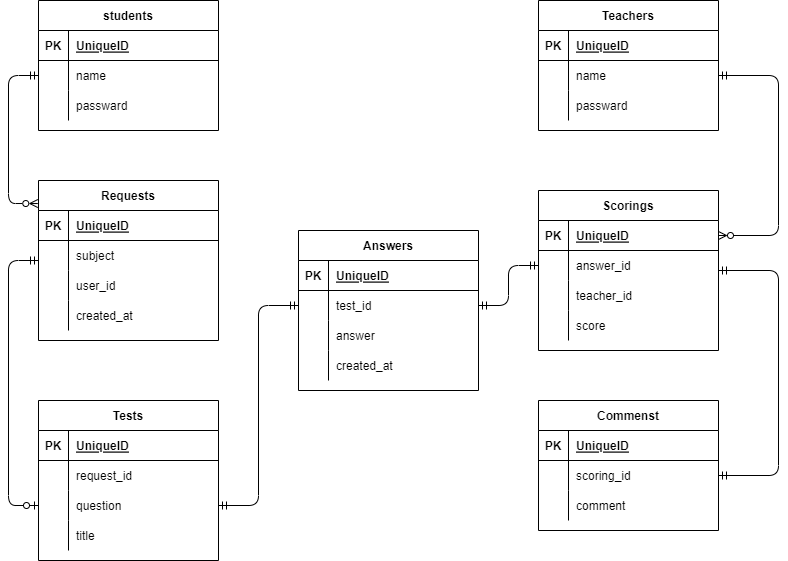 students
PK UniqueID
name
passward
Requests
PK UniqueID
subject
user_id
created_at
Tests
PK UniqueID
request_id
question
title
Answers
PK UniqueID
test_id
answer
created_at
Teachers
PK UniqueID
name
passward
Scorings
PK UniqueID
answer_id
teacher_id
score
Commenst
PK UniqueID
scoring_id
comment